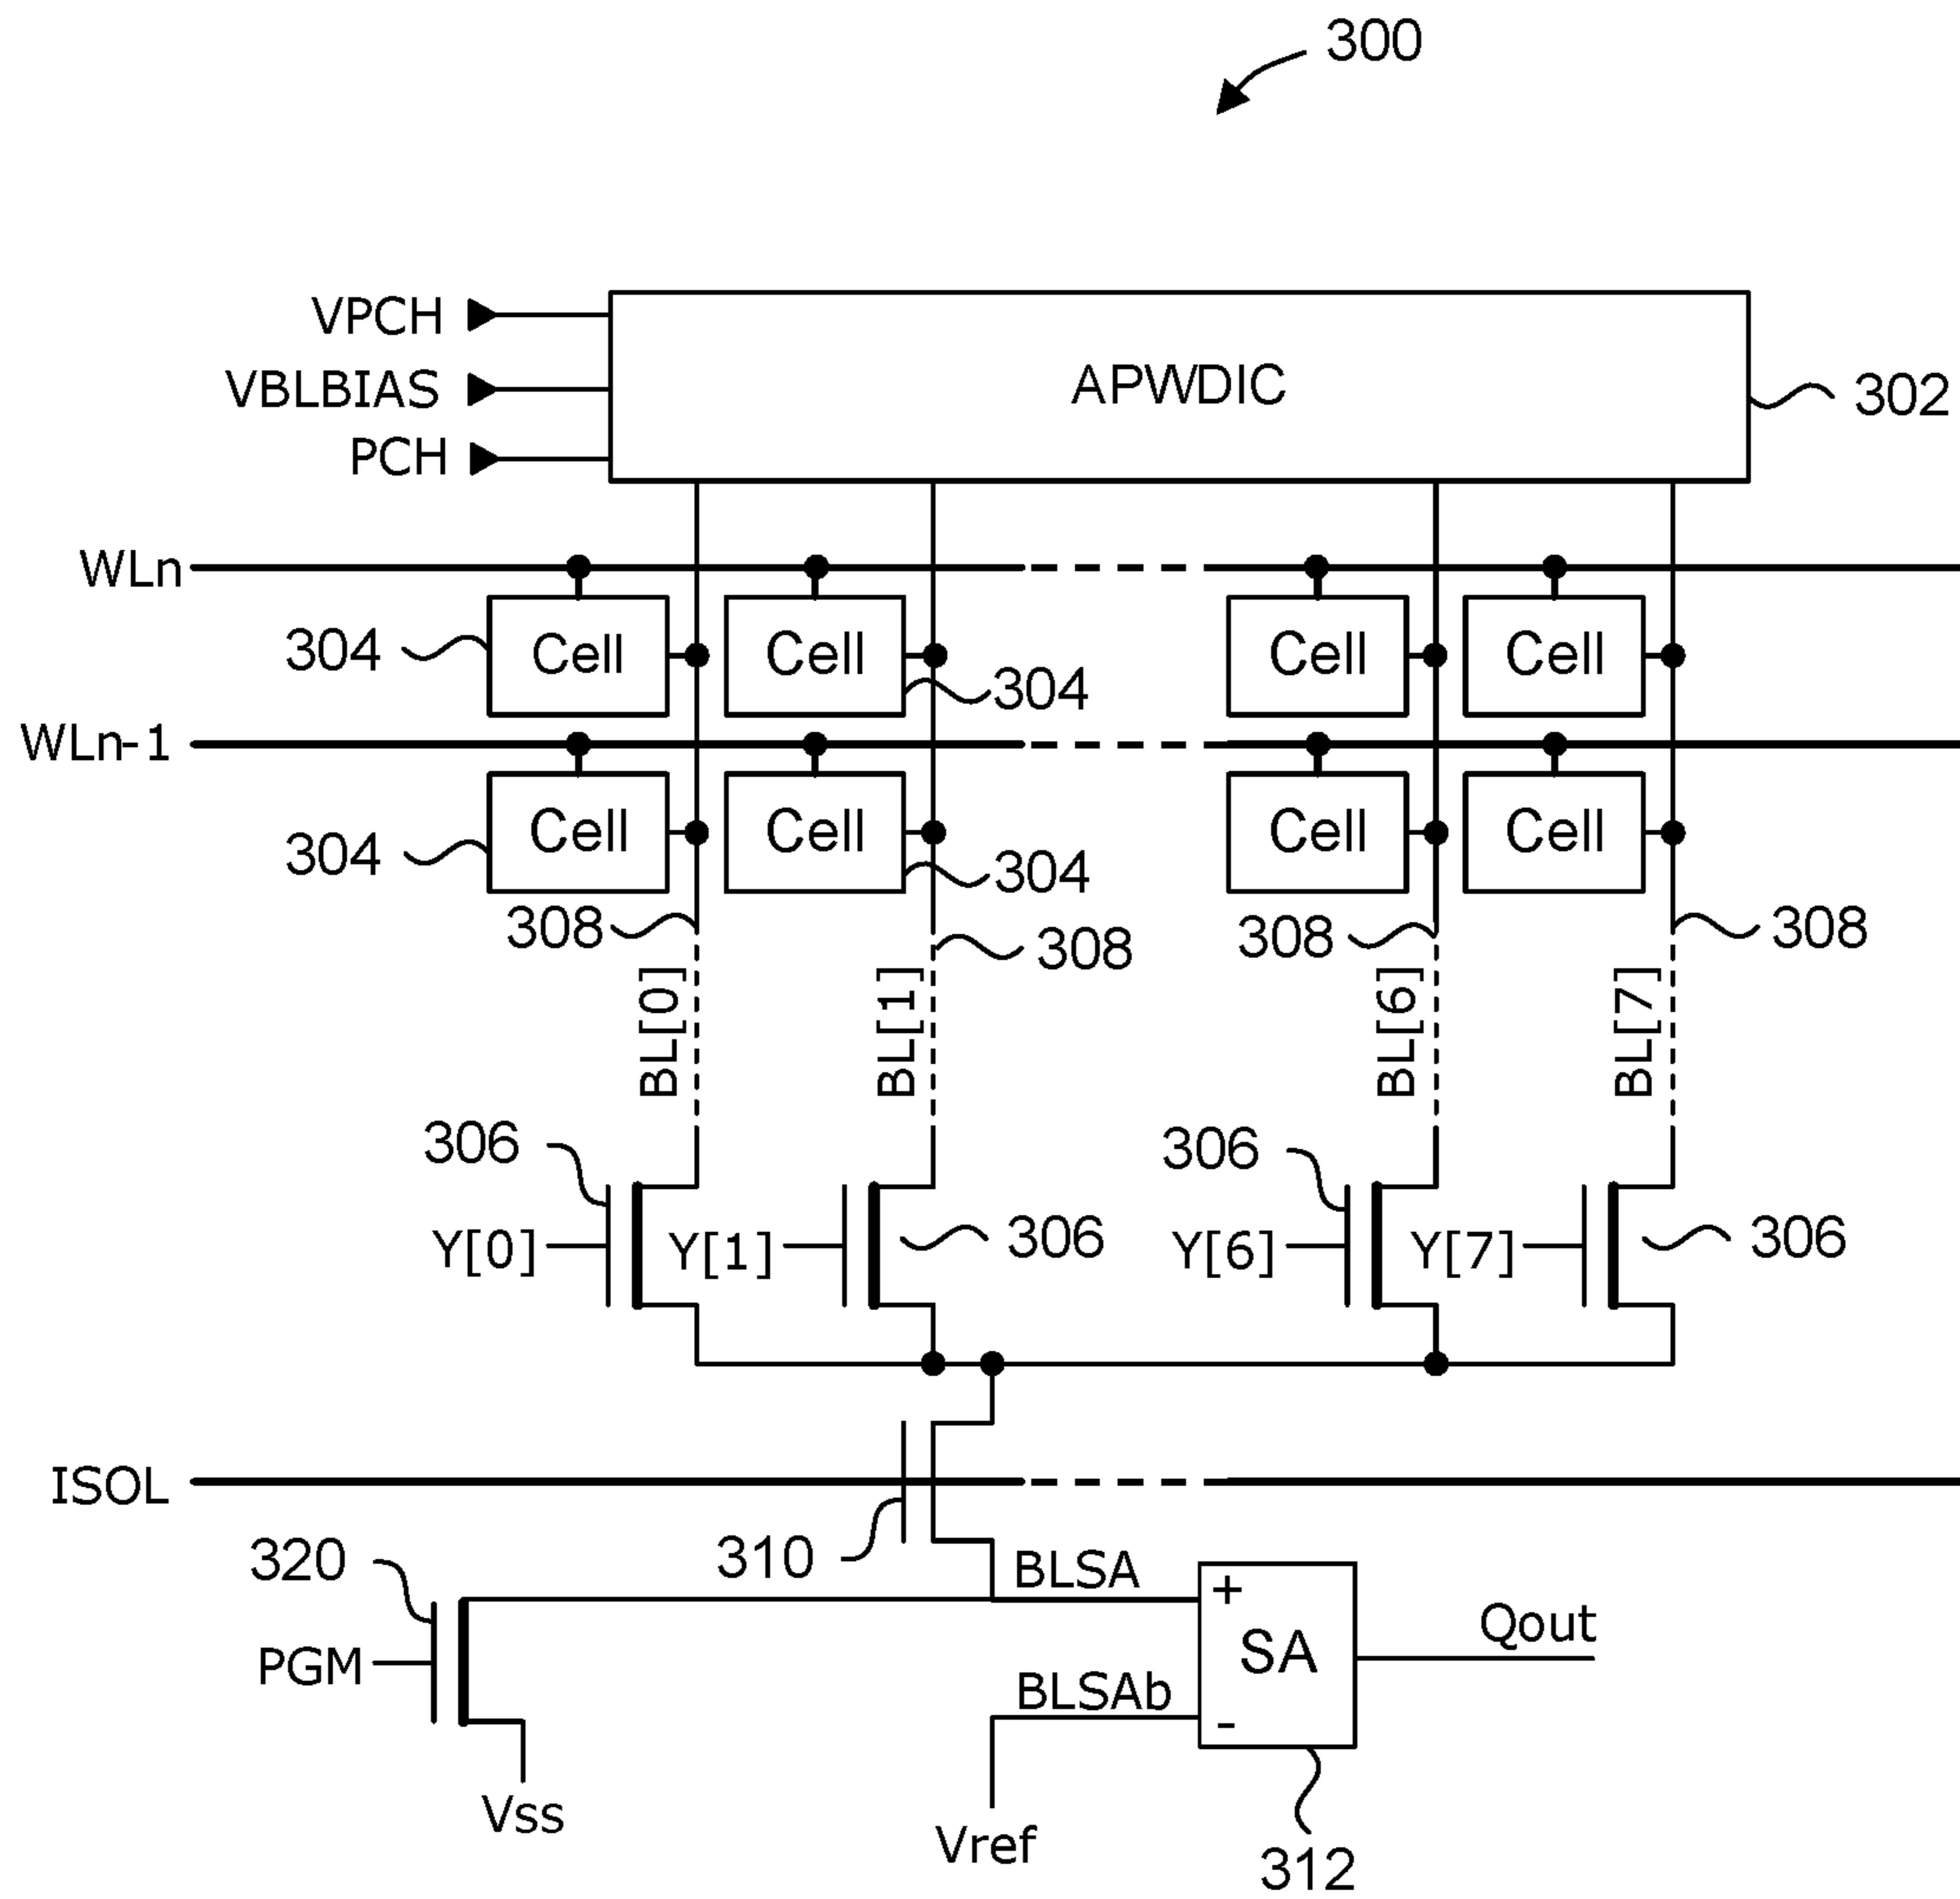 300
VPCH
VBLBIAS
PCH
APWDIC
302
WLn
304
Cell
Cell
304
Cell
Cell
WLn-1
304
Cell
Cell
304
Cell
Cell
308
308
308
308
BL[0]
BL[1]
BL[6]
BL[7]
306
306
Y[0]
Y[1]
306
Y[6]
Y[7]
306
ISOL
310
320
BLSA
+
SA
Qout
PGM
BLSAb
-
Vss
Vref
312